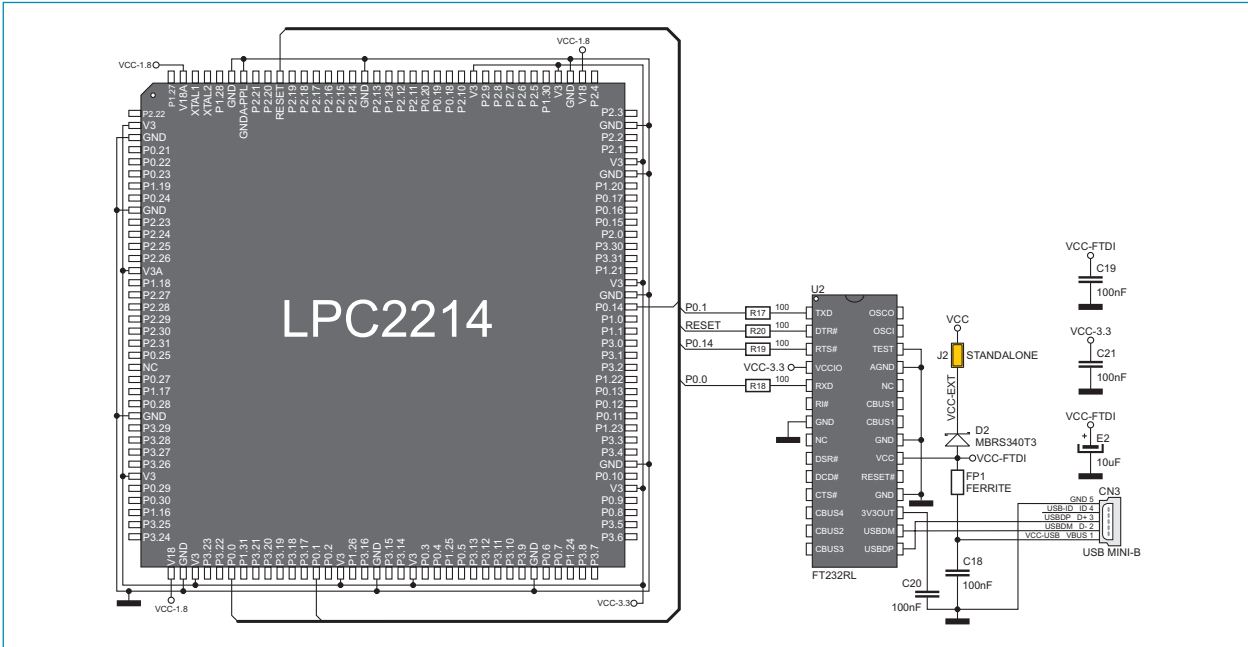 VCC-1.8
VCC-1.8
P1.27
V18A
XTAL1
XTAL2
P1.28
GND
GNDA-PPL
P2.21
P2.20
RESET
P2.19
P2.18
P2.17
P2.16
P2.15
P2.14
GND
P2.13
P1.29
P2.12
P2.11
P0.20
P0.19
P0.18
P2.10
V3
P2.9
P2.8
P2.7
P2.6
P2.5
P1.30
V3
GND
V18
P2.4
P2.22
V3
GND
P0.21
P0.22
P0.23
P1.19
P0.24
GND
P2.23
P2.24
P2.25
P2.26
V3A
P1.18
P2.27
P2.28
P2.29
P2.30
P2.31
P0.25
NC
P0.27
P1.17
P0.28
GND
P3.29
P3.28
P3.27
P3.26
V3
P0.29
P0.30
P1.16
P3.25
P3.24
LPC2214
P2.3
GND
P2.2
P2.1
V3
GND
P1.20
P0.17
P0.16
P0.15
P2.0
P3.30
P3.31
P1.21
V3
GND
P0.14
P1.0
P1.1
P3.0
P3.1
P3.2
P1.22
P0.13
P0.12
P0.11
P1.23
P3.3
P3.4
GND
P0.10
V3
P0.9
P0.8
P3.5
P3.6
V18
GND
V3
P3.23
P3.22
P0.0
P1.31
P3.21
P3.20
P3.19
P3.18
P3.17
P0.1
P0.2
V3
P1.26
P3.16
GND
P3.15
P3.14
V3
P0.3
P0.4
P1.25
P0.5
P3.13
P3.12
P3.11
P3.10
P3.9
GND
P0.6
P0.7
P1.24
P3.8
P3.7
VCC-1.8
VCC-3.3
P0.1 R17 100
RESET R20 100
P0.14 R19 100
VCC-3.3
P0.0 R18 100
U2
TXD OSCO
DTR# OSCI
RTS# TEST
VCCIO AGND
RXD NC
RI# CBUS1
GND CBUS1
NC GND
DSR# VCC
DCD# RESET#
CTS# GND
CBUS4 3V3OUT
CBUS2 USBDM
CBUS3 USBDP
FT232RL
VCC
J2 STANDALONE
VCC-EXT
D2
MBRS340T3
VCC-FTDI
FP1
FERRITE
C20
100nF
C18
100nF
VCC-FTDI
C19
100nF
VCC-3.3
C21
100nF
VCC-FTDI
+ E2
10uF
CN3
GND 5
USB-ID ID 4
USBDP D+ 3
USBDM D- 2
VCC-USB VBUS 1
USB MINI-B